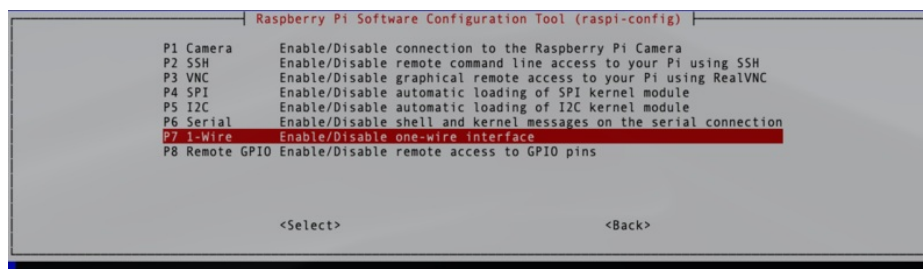 Raspberry Pi Software Configuration Tool (raspi-config)
P1 Camera Enable/Disable connection to the Raspberry Pi Camera
P2 SSH Enable/Disable remote command line access to your Pi using SSH
P3 VNC Enable/Disable graphical remote access to your Pi using RealVNC
P4 SPI Enable/Disable automatic loading of SPI kernel module
P5 I2C Enable/Disable automatic loading of I2C kernel module
P6 Serial Enable/Disable shell and kernel messages on the serial connection
P7 1-Wire Enable/Disable one-wire interface
P8 Remote GPIO Enable/Disable remote access to GPIO pins
<Select> <Back>